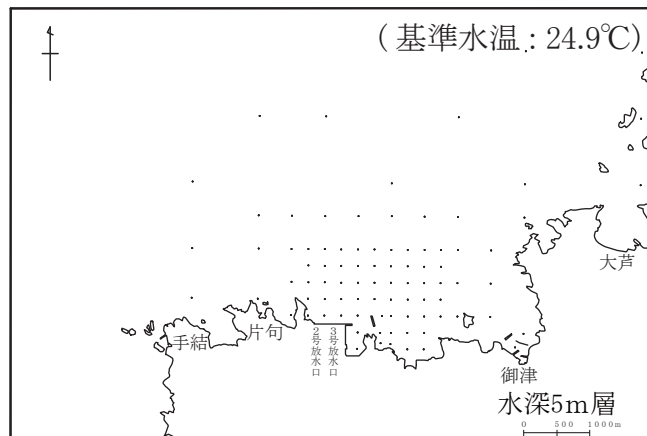 (基準水温：24.9℃)
大芦
手結
片句
2号放水口
3号放水口
御津
水深5m層
0 500 1000m